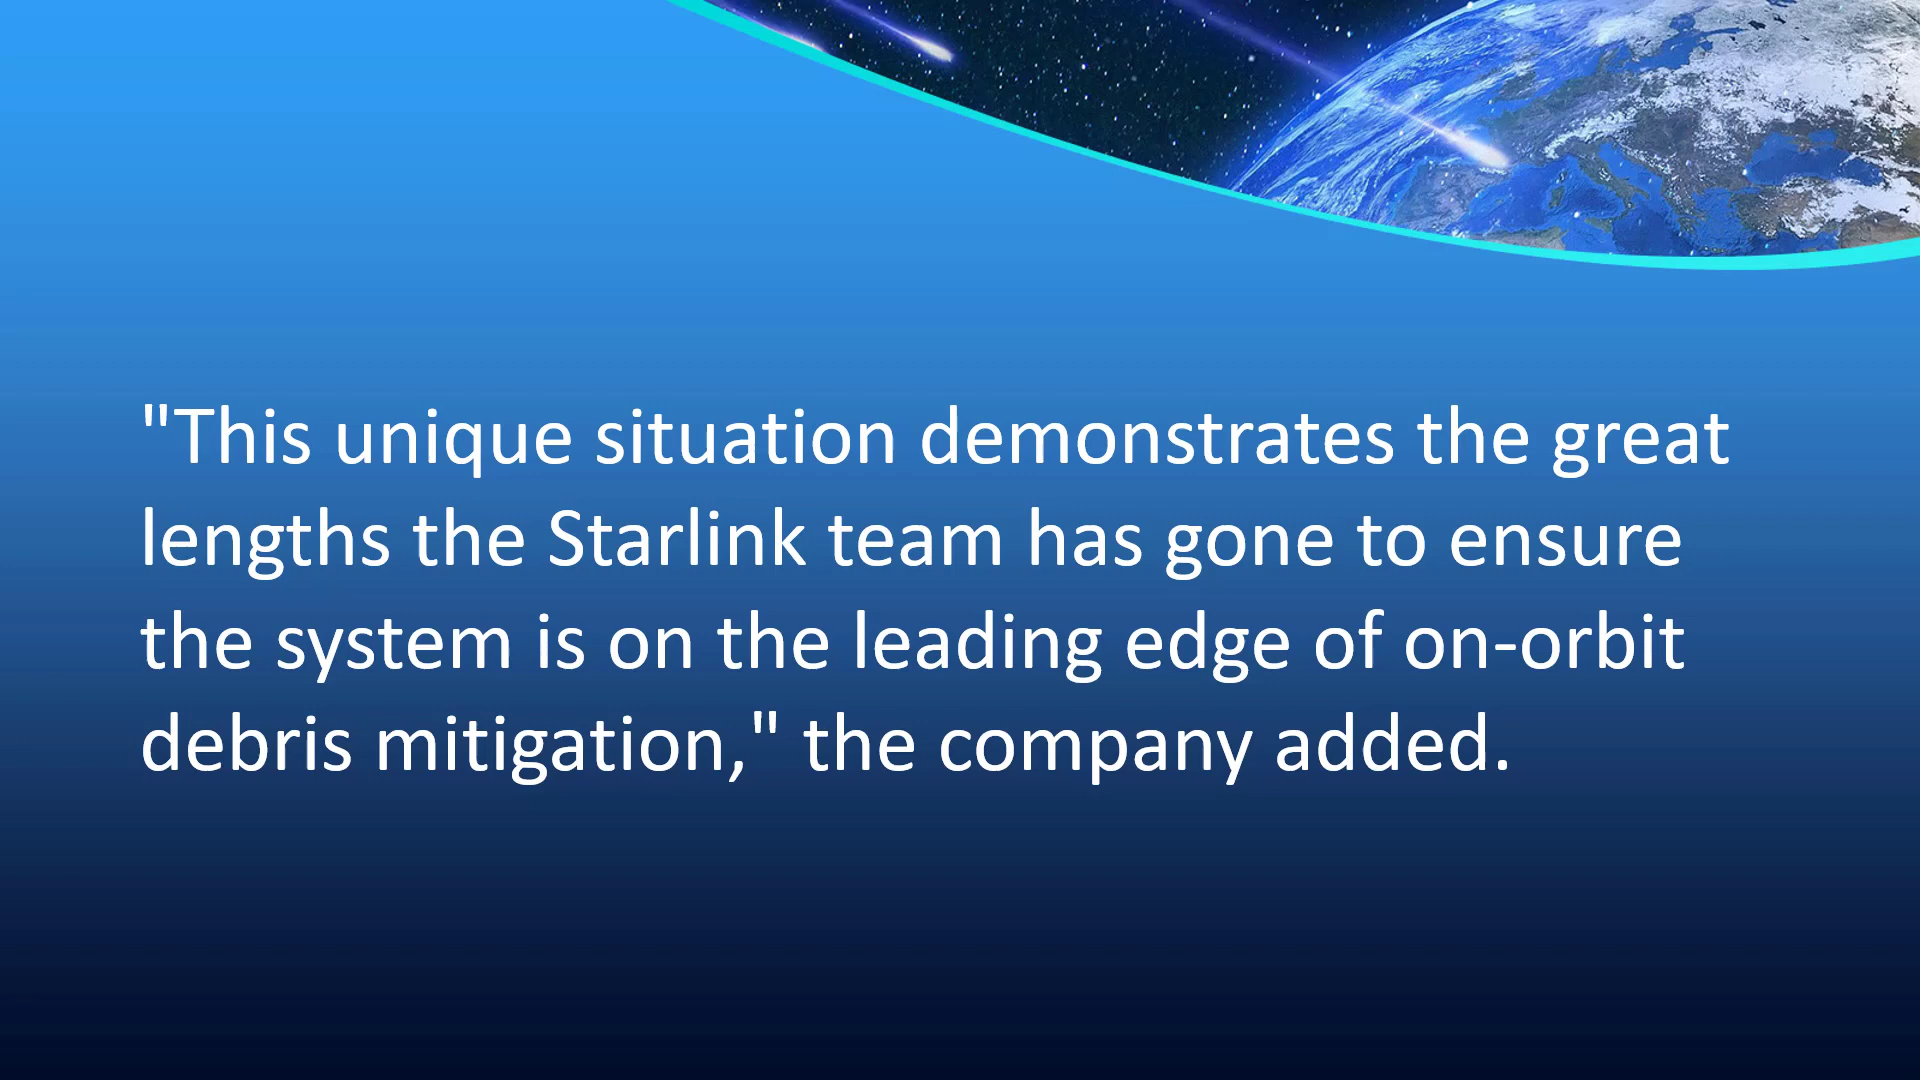 "This unique situation demonstrates the great
lengths the Starlink team has gone to ensure
the system is on the leading edge of on-orbit
debris mitigation," the company added.